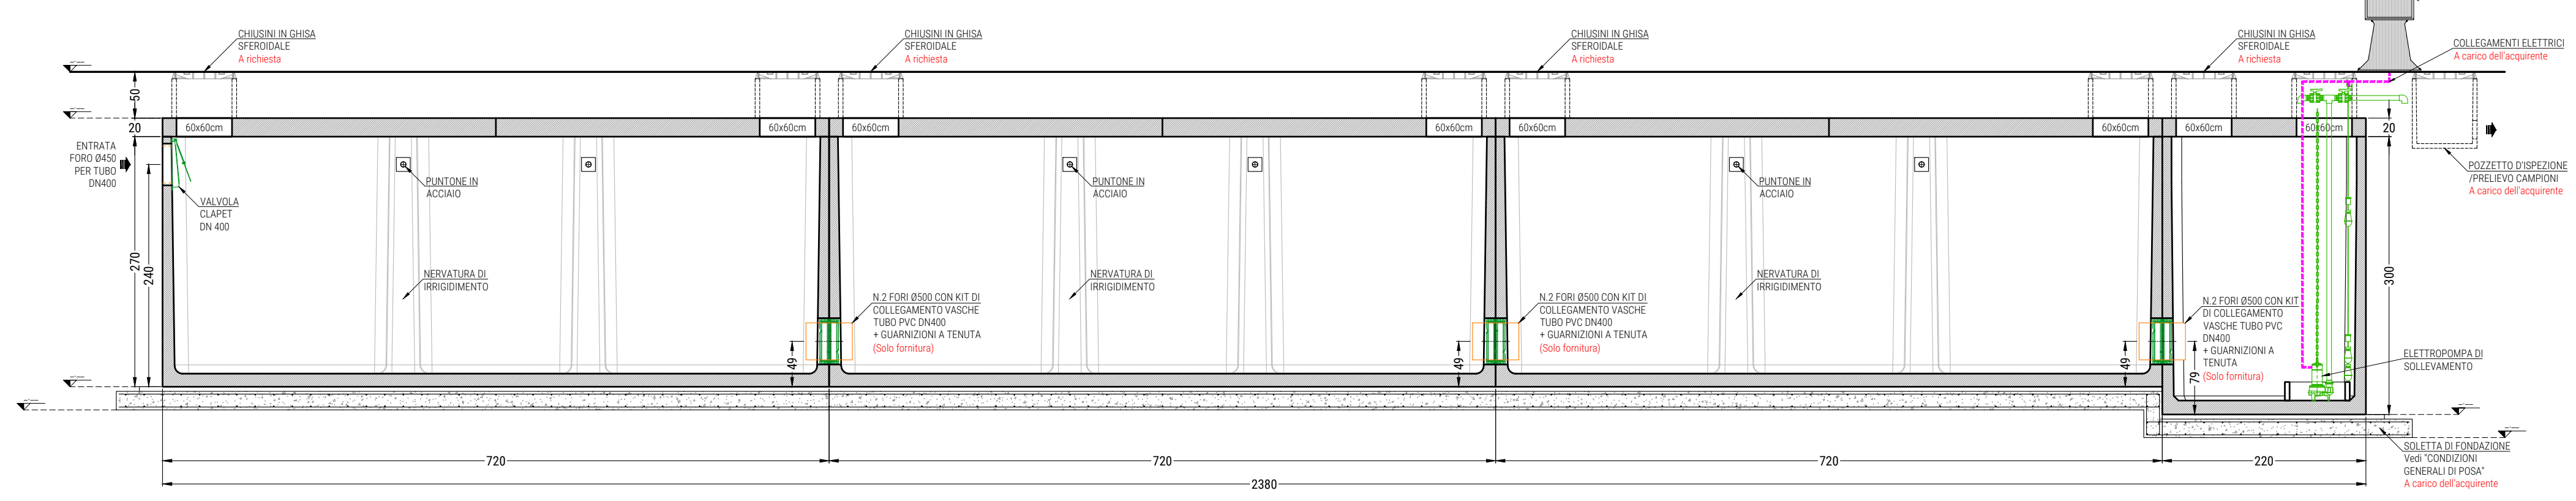 CHIUSINI IN GHISA
SFEROIDALE
A richiesta
CHIUSINI IN GHISA
SFEROIDALE
A richiesta
CHIUSINI IN GHISA
SFEROIDALE
A richiesta
CHIUSINI IN GHISA
SFEROIDALE
A richiesta
COLLEGAMENTI ELETTRICI
A carico dell'acquirente
50
20
60x60cm
60x60cm
60x60cm
60x60cm
60x60cm
60x60cm
60x60cm
60x60cm
20
ENTRATA
FORO Ø450
PER TUBO
DN400
VALVOLA
CLAPET
DN 400
PUNTONE IN
ACCIAIO
PUNTONE IN
ACCIAIO
PUNTONE IN
ACCIAIO
POZZETTO D'ISPEZIONE
/PRELIEVO CAMPIONI
A carico dell'acquirente
270
240
300
NERVATURA DI
IRRIGIDIMENTO
NERVATURA DI
IRRIGIDIMENTO
NERVATURA DI
IRRIGIDIMENTO
N.2 FORI Ø500 CON KIT DI
COLLEGAMENTO VASCHE
TUBO PVC DN400
+ GUARNIZIONI A TENUTA
(Solo fornitura)
N.2 FORI Ø500 CON KIT DI
COLLEGAMENTO VASCHE
TUBO PVC DN400
+ GUARNIZIONI A TENUTA
(Solo fornitura)
N.2 FORI Ø500 CON KIT
DI COLLEGAMENTO
VASCHE TUBO PVC
DN400
+ GUARNIZIONI A
TENUTA
(Solo fornitura)
49
49
49
79
ELETTROPOMPA DI
SOLLEVAMENTO
SOLETTA DI FONDAZIONE
Vedi "CONDIZIONI
GENERALI DI POSA"
A carico dell'acquirente
720
720
720
220
2380